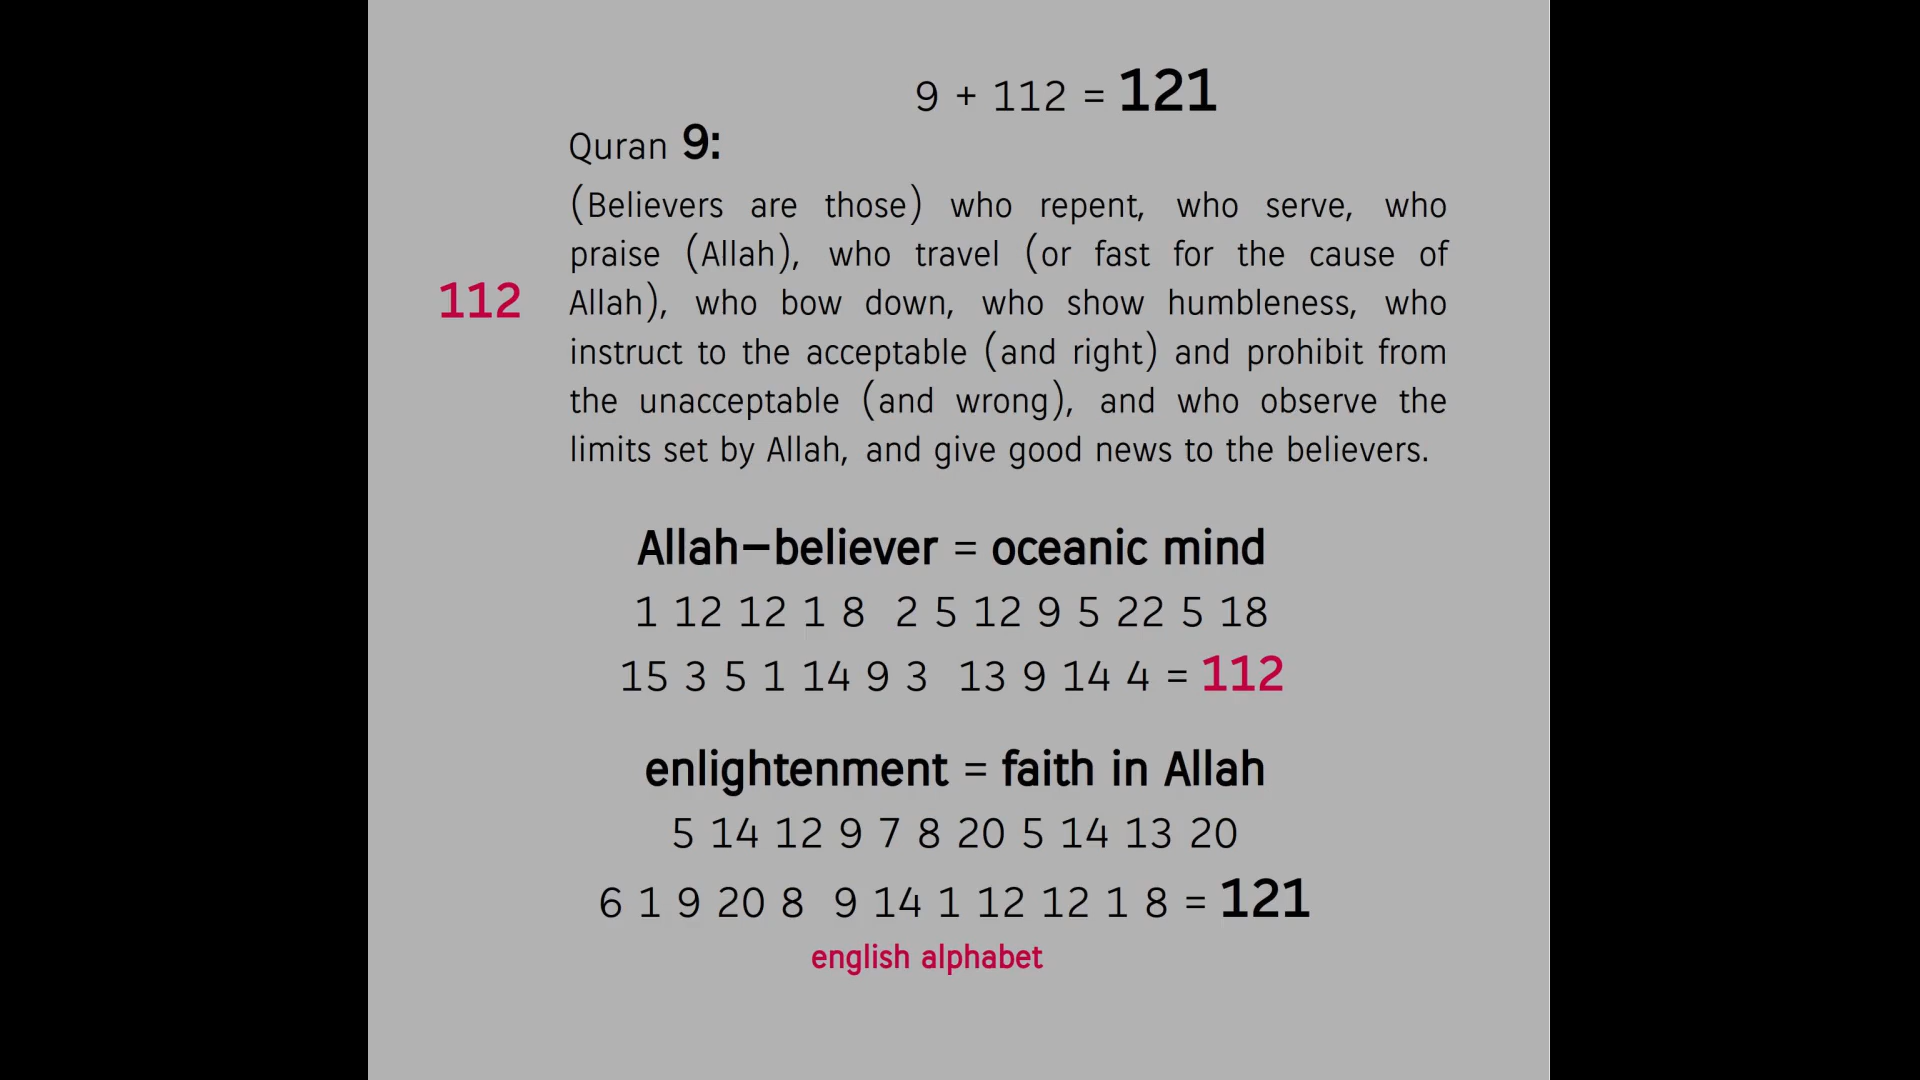 9 + 112 = 121
Quran 9:
(Believers are those) who repent, who serve, who
praise (Allah), who travel (or fast for the cause of
112 Allah), who bow down, who show humbleness, who
instruct to the acceptable (and right) and prohibit from
the unacceptable (and wrong), and who observe the
limits set by Allah, and give good news to the believers.
Allah–believer = oceanic mind
1 12 12 1 8 2 5 12 9 5 22 5 18
15 3 5 1 14 9 3 13 9 14 4 = 112
enlightenment = faith in Allah
5 14 12 9 7 8 20 5 14 13 20
6 1 9 20 8 9 14 1 12 12 1 8 = 121
english alphabet